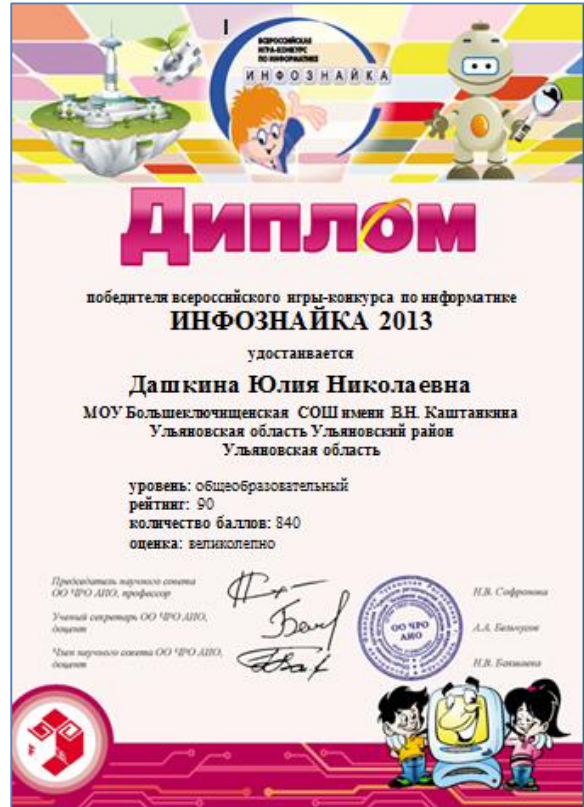 I
ВСЕРОССИЙСКАЯ
ИГРА-КОНКУРС
ПО ИНФОРМАТИКЕ
ИНФОЗНАЙКА
Диплом
победителя всероссийского игры-конкурса по информатике
ИНФОЗНАЙКА 2013
удостаивается
Дашкина Юлия Николаевна
МОУ Большеключищенская СОШ имени В.Н. Каштанкина
Ульяновская область Ульяновский район
Ульяновская область
уровень: общеобразовательный
рейтинг: 90
количество баллов: 840
оценка: великолепно
Председатель научного совета
ОО ЧРО АИО, профессор
Н.В. Софронова
Ученый секретарь ОО ЧРО АИО,
доцент
А.А. Бельчусов
Член научного совета ОО ЧРО АИО,
доцент
Н.В. Бакшаева
ОО ЧРО
АИО